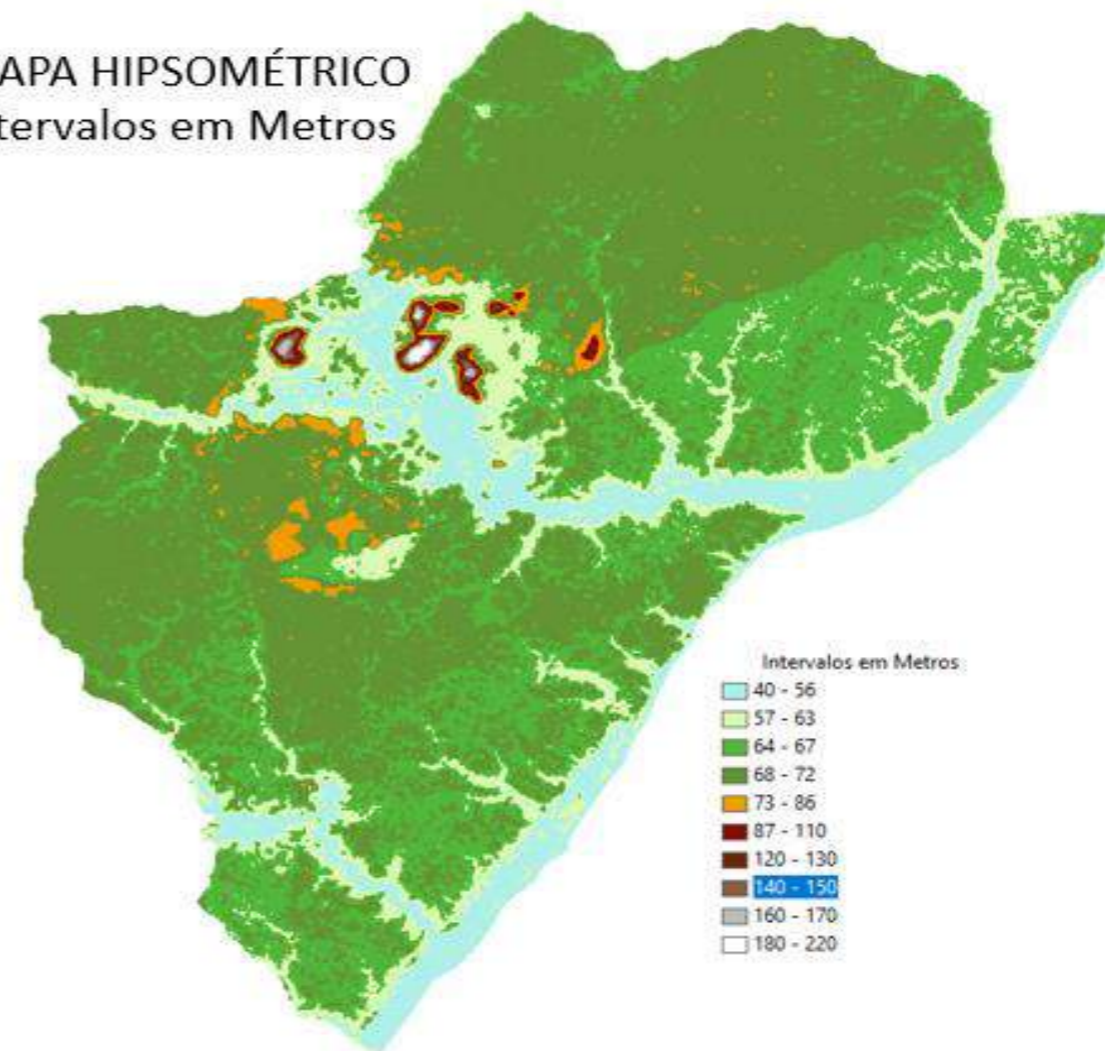 APA HIPSOMÉTRICO
tervalos em Metros
Intervalos em Metros
40 - 56
57 - 63
64 - 67
68 - 72
73 - 86
87 - 110
120 - 130
140 - 150
160 - 170
180 - 220